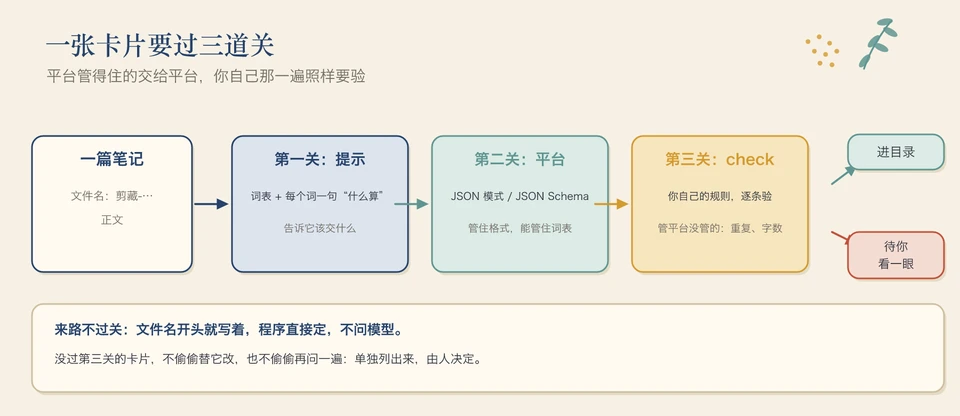 一张卡片要过三道关
平台管得住的交给平台，你自己那一遍照样要验
一篇笔记
文件名：剪藏-…
正文
第一关：提示
词表 + 每个词一句“什么算”
告诉它该交什么
第二关：平台
JSON 模式 / JSON Schema
管住格式，能管住词表
第三关：check
你自己的规则，逐条验
管平台没管的：重复、字数
进目录
待你
看一眼
来路不过关：文件名开头就写着，程序直接定，不问模型。
没过第三关的卡片，不偷偷替它改，也不偷偷再问一遍：单独列出来，由人决定。